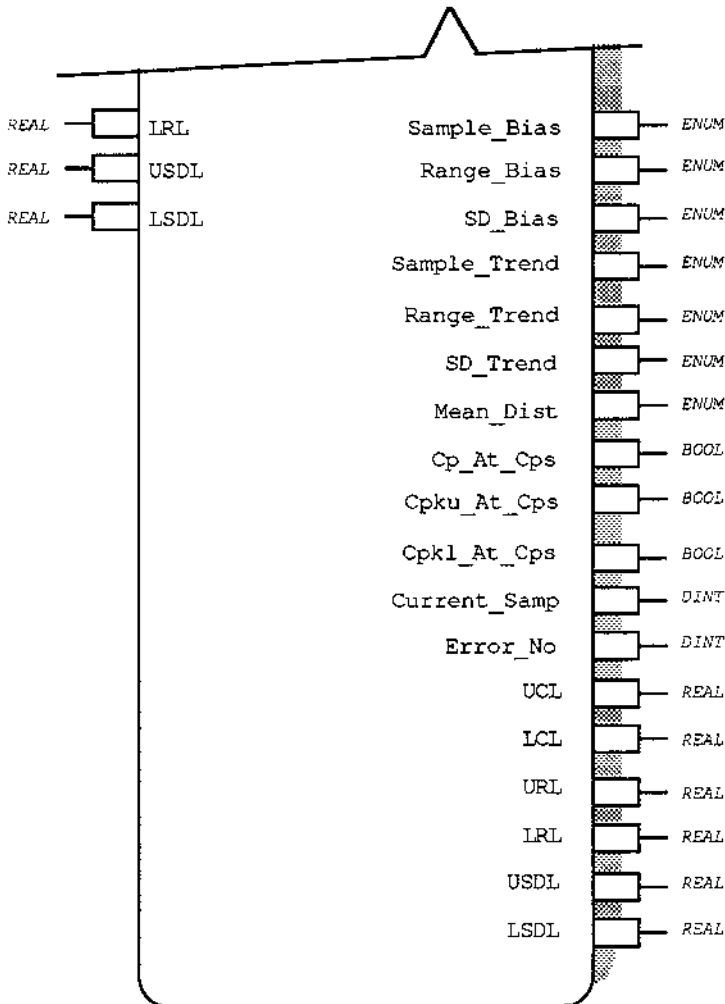 REAL LRL Sample_Bias ENUM
REAL USDL Range_Bias ENUM
REAL LSDL SD_Bias ENUM
Sample_Trend ENUM
Range_Trend ENUM
SD_Trend ENUM
Mean_Dist ENUM
Cp_At_Cps BOOL
Cpku_At_Cps BOOL
Cpkl_At_Cps BOOL
Current_Samp DINT
Error_No DINT
UCL REAL
LCL REAL
URL REAL
LRL REAL
USDL REAL
LSDL REAL